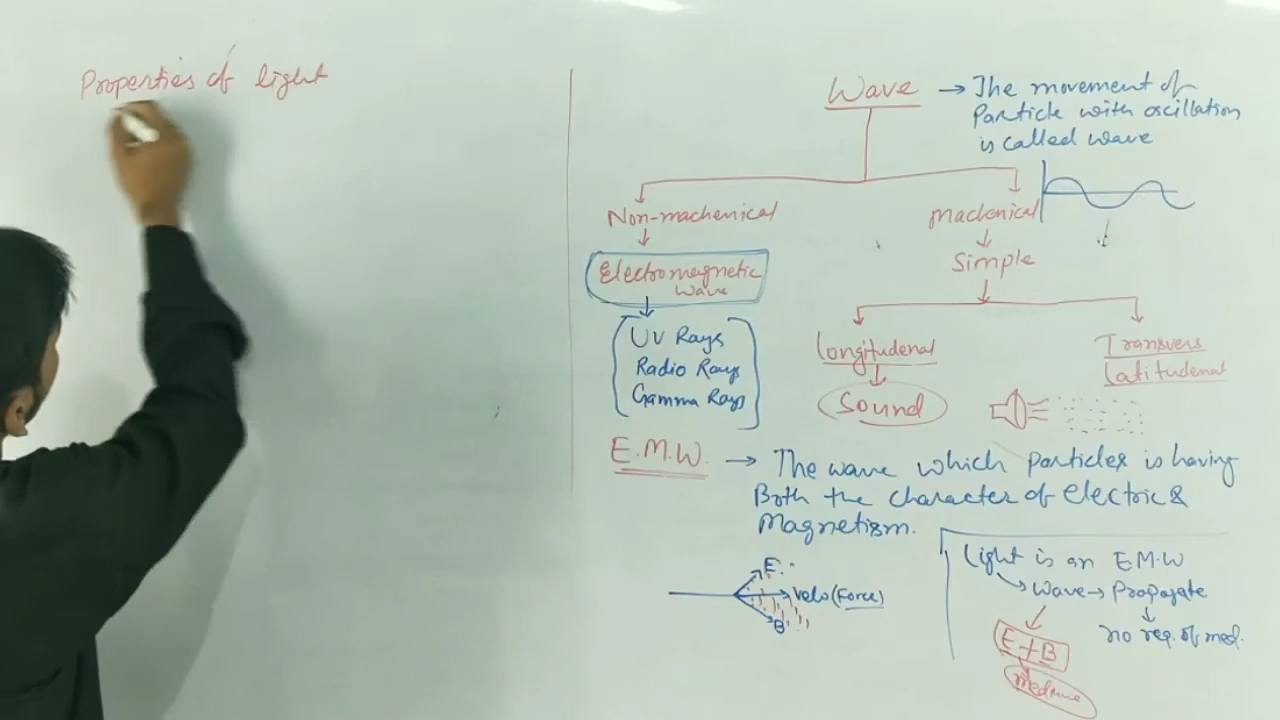 Properties of light
Wave → The movement of
Particle with oscillation
is called wave
Non-machenical
Machenical
Electromagnetic
Wave
Simple
UV Rays
Radio Rays
Gamma Rays
Longitudenal
Sound
Transvers
Latitudenal
E.M.W. → The wave which particles is having
Both the character of electric &
Magnetism.
E
Velo(Force)
B
Light is an E.M.W
Wave → Propagate
no req. of med.
E + B